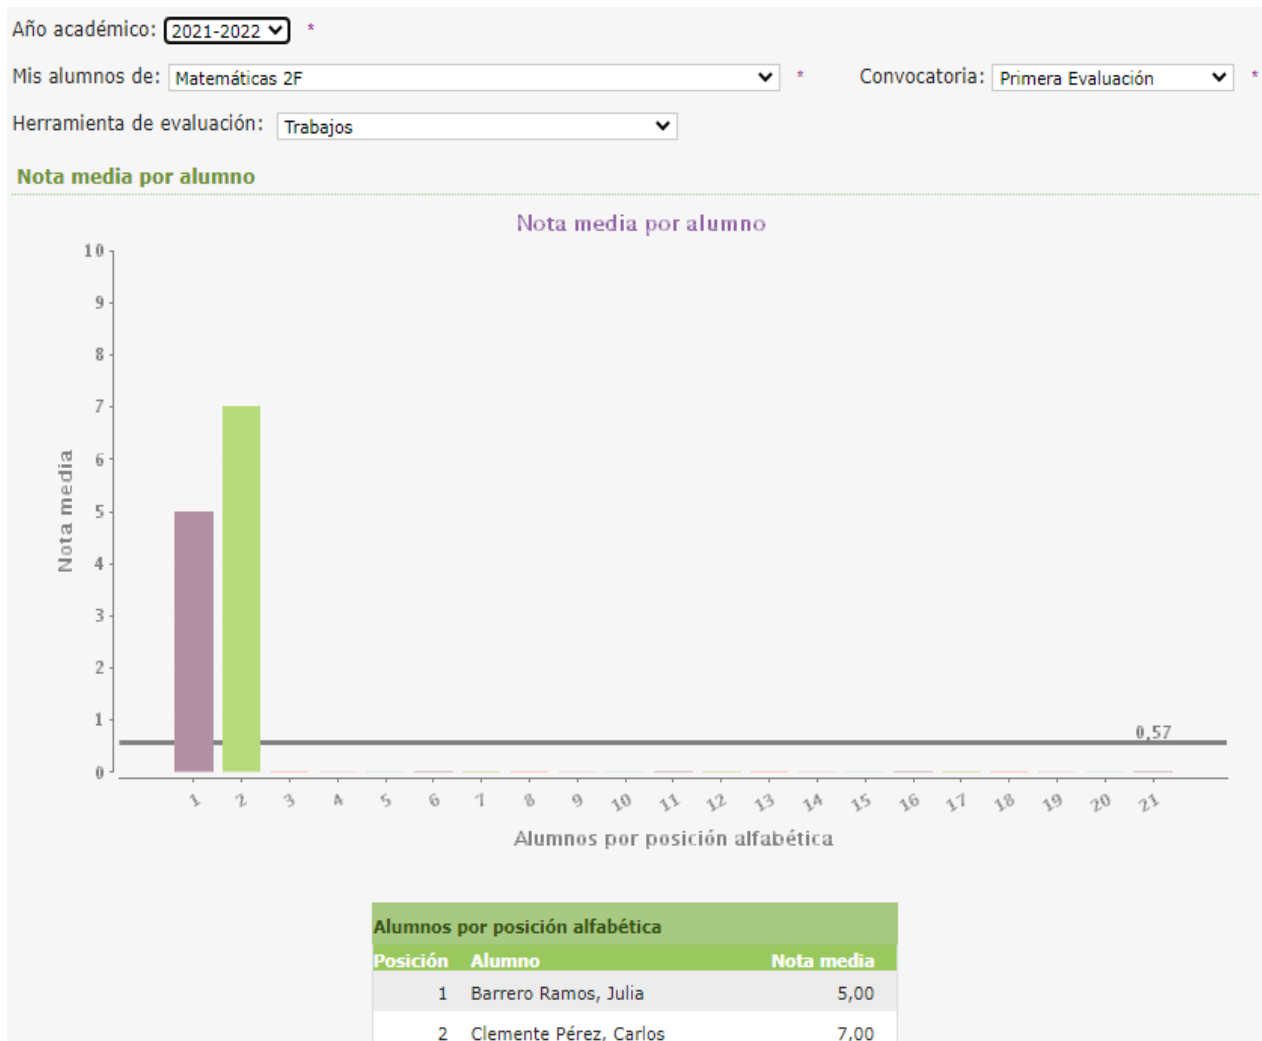 Año académico: 2021-2022 *
Mis alumnos de: Matemáticas 2F * Convocatoria: Primera Evaluación *
Herramienta de evaluación: Trabajos
Nota media por alumno
Nota media por alumno
10
9
8
7
6
5
4
3
2
1
0
Nota media
0,57
1 2 3 4 5 6 7 8 9 10 11 12 13 14 15 16 17 18 19 20 21
Alumnos por posición alfabética
Alumnos por posición alfabética
Posición Alumno Nota media
1 Barrero Ramos, Julia 5,00
2 Clemente Pérez, Carlos 7,00